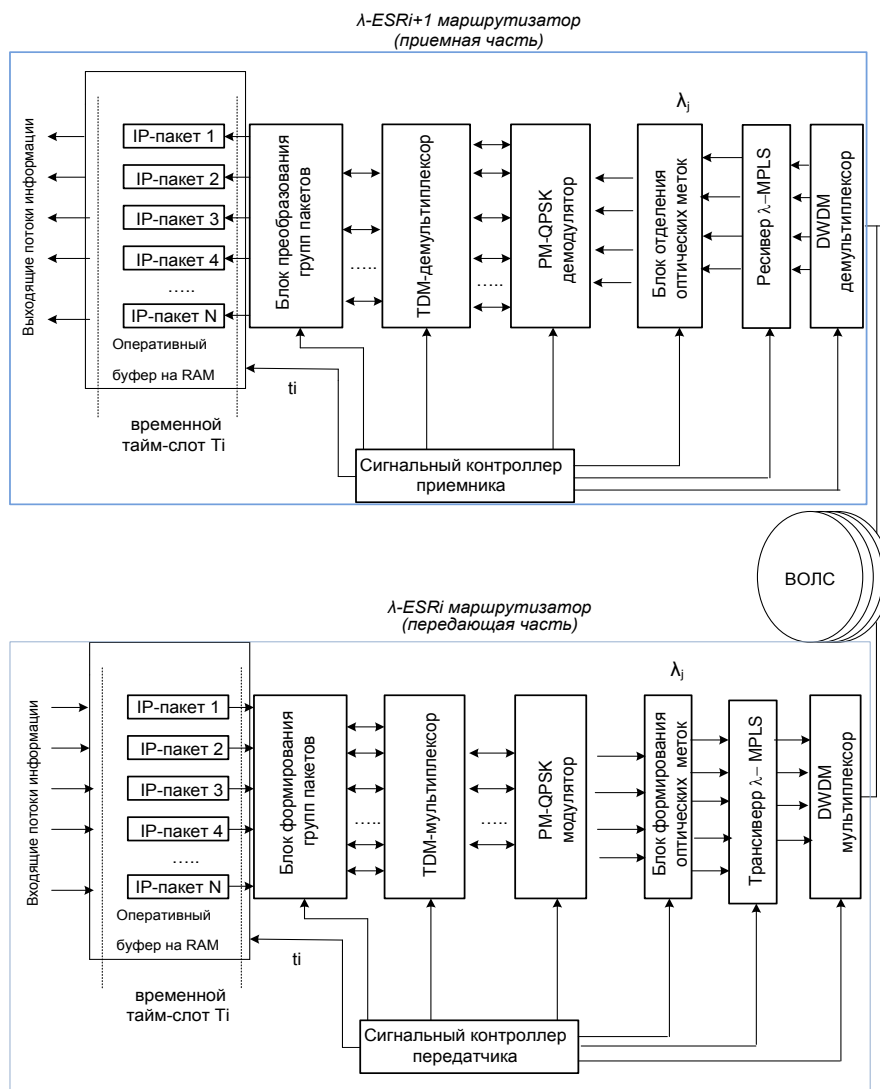 λ-ESRi+1 маршрутизатор
(приемная часть)
Выходящие потоки информации
IP-пакет 1
IP-пакет 2
IP-пакет 3
IP-пакет 4
.....
IP-пакет N
Оперативный
буфер на RAM
временной
тайм-слот Ti
Блок преобразования
групп пакетов
.....
TDM-демультиплексор
.....
PM-QPSK
демодулятор
λj
Блок отделения
оптических меток
Ресивер λ–MPLS
DWDM
демультиплексор
ti
Сигнальный контроллер
приемника
ВОЛС
λ-ESRi маршрутизатор
(передающая часть)
Входящие потоки информации
IP-пакет 1
IP-пакет 2
IP-пакет 3
IP-пакет 4
.....
IP-пакет N
Оперативный
буфер на RAM
временной
тайм-слот Ti
Блок формирования
групп пакетов
.....
TDM-мультиплексор
.....
PM-QPSK
модулятор
λj
Блок формирования
оптических меток
Трансиверр λ– MPLS
DWDM
мультиплексор
ti
Сигнальный контроллер
передатчика